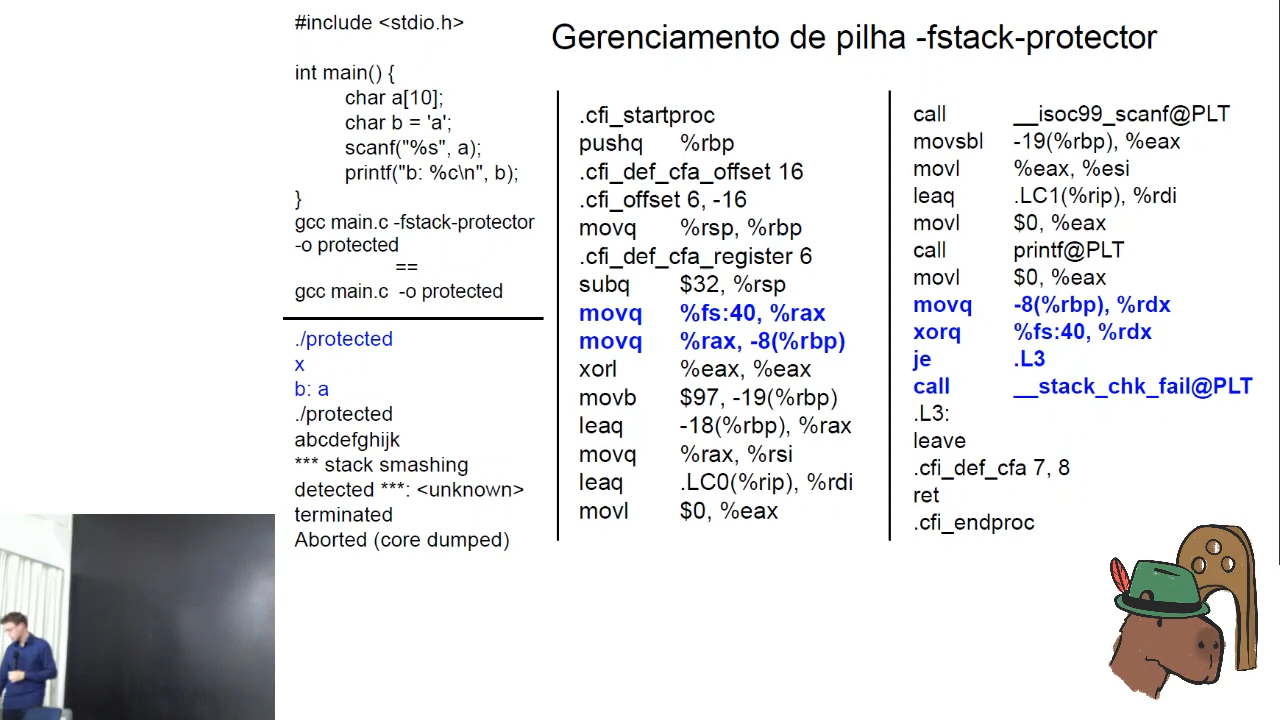 Gerenciamento de pilha -fstack-protector
#include <stdio.h>
int main() {
char a[10];
char b = 'a';
scanf("%s", a);
printf("b: %c\n", b);
}
gcc main.c -fstack-protector
-o protected
==
gcc main.c -o protected
./protected
x
b: a
./protected
abcdefghijk
*** stack smashing
detected ***: <unknown>
terminated
Aborted (core dumped)
.cfi_startproc
pushq %rbp
.cfi_def_cfa_offset 16
.cfi_offset 6, -16
movq %rsp, %rbp
.cfi_def_cfa_register 6
subq $32, %rsp
movq %fs:40, %rax
movq %rax, -8(%rbp)
xorl %eax, %eax
movb $97, -19(%rbp)
leaq -18(%rbp), %rax
movq %rax, %rsi
leaq .LC0(%rip), %rdi
movl $0, %eax
call __isoc99_scanf@PLT
movsbl -19(%rbp), %eax
movl %eax, %esi
leaq .LC1(%rip), %rdi
movl $0, %eax
call printf@PLT
movl $0, %eax
movq -8(%rbp), %rdx
xorq %fs:40, %rdx
je .L3
call __stack_chk_fail@PLT
.L3:
leave
.cfi_def_cfa 7, 8
ret
.cfi_endproc